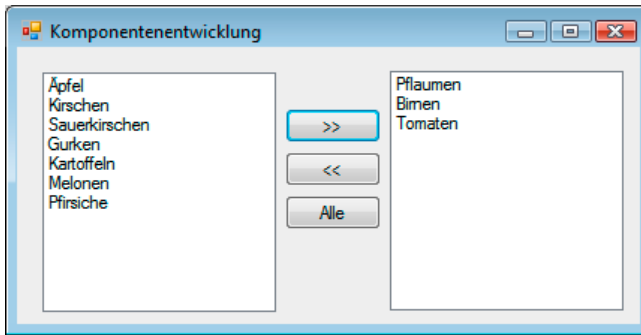 Komponentenentwicklung
Äpfel
Kirschen
Sauerkirschen
Gurken
Kartoffeln
Melonen
Pfirsiche
>>
<<
Alle
Pflaumen
Birnen
Tomaten